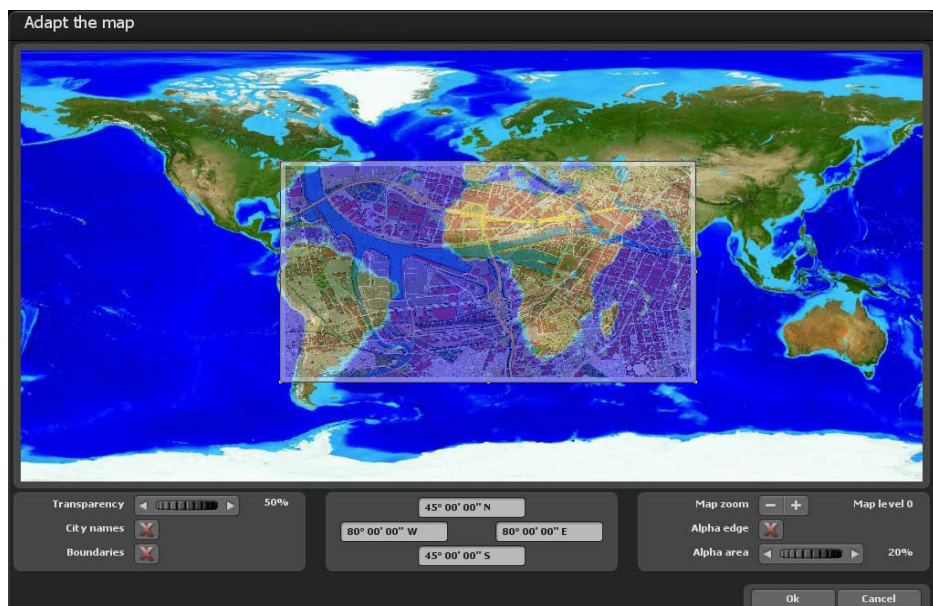 Adapt the map
Transparency 50%
City names
Boundaries
45° 00' 00" N
80° 00' 00" W 80° 00' 00" E
45° 00' 00" S
Map zoom - + Map level 0
Alpha edge
Alpha area 20%
Ok Cancel